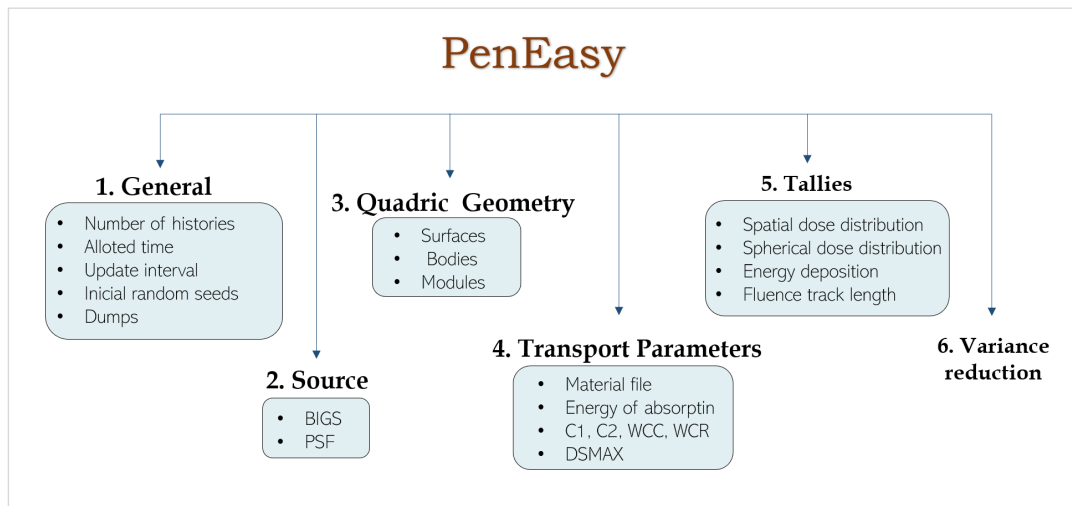 PenEasy
1. General
• Number of histories
• Alloted time
• Update interval
• Inicial random seeds
• Dumps
2. Source
• BIGS
• PSF
3. Quadric Geometry
• Surfaces
• Bodies
• Modules
4. Transport Parameters
• Material file
• Energy of absorptin
• C1, C2, WCC, WCR
• DSMAX
5. Tallies
• Spatial dose distribution
• Spherical dose distribution
• Energy deposition
• Fluence track length
6. Variance
reduction